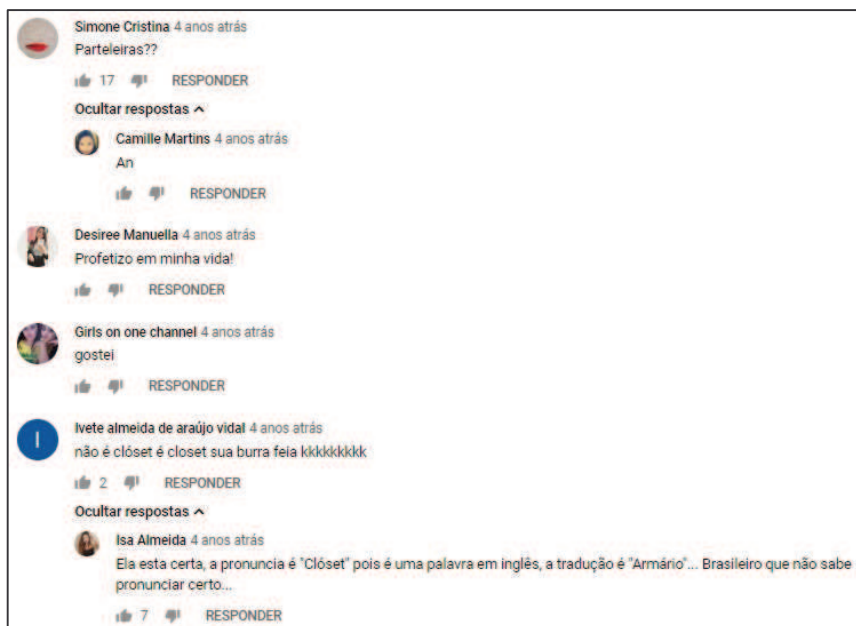 Simone Cristina 4 anos atrás
Parteleiras??
17 RESPONDER
Ocultar respostas
Camille Martins 4 anos atrás
An
RESPONDER
Desiree Manuella 4 anos atrás
Profetizo em minha vida!
RESPONDER
Girls on one channel 4 anos atrás
gostei
RESPONDER
I
Ivete almeida de araújo vidal 4 anos atrás
não é clóset é closet sua burra feia kkkkkkkkk
2 RESPONDER
Ocultar respostas
Isa Almeida 4 anos atrás
Ela esta certa, a pronuncia é "Clóset" pois é uma palavra em inglês, a tradução é "Armário"... Brasileiro que não sabe
pronunciar certo...
7 RESPONDER